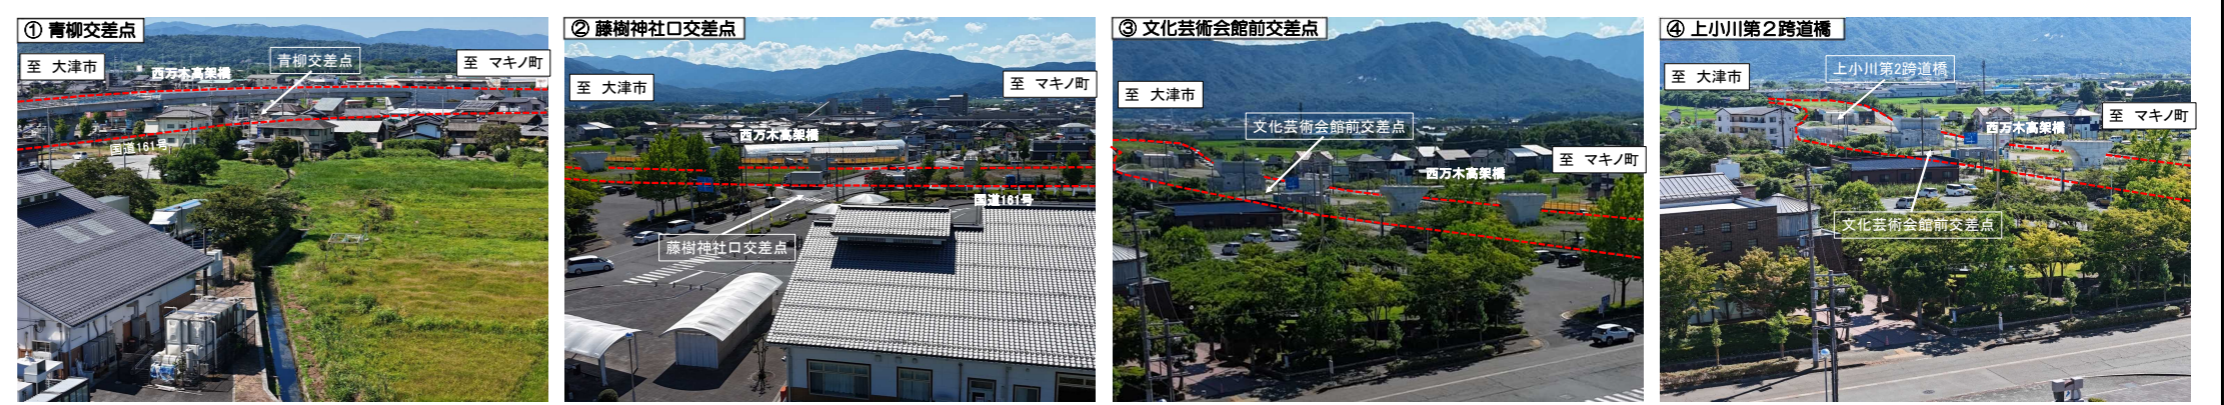 ① 青柳交差点
至 大津市
西万木高架橋
青柳交差点
至 マキノ町
国道161号
② 藤樹神社口交差点
至 大津市
至 マキノ町
西万木高架橋
国道161号
藤樹神社口交差点
③ 文化芸術会館前交差点
至 大津市
文化芸術会館前交差点
至 マキノ町
西万木高架橋
④ 上小川第２跨道橋
至 大津市
上小川第2跨道橋
至 マキノ町
西万木高架橋
文化芸術会館前交差点